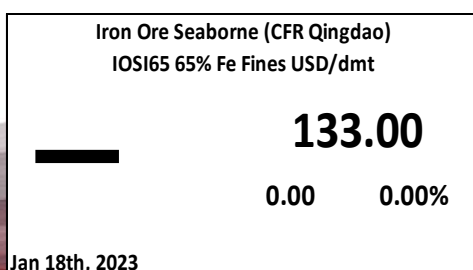 Iron Ore Seaborne (CFR Qingdao)
IOSI65 65% Fe Fines USD/dmt
133.00
0.00 0.00%
Jan 18th, 2023